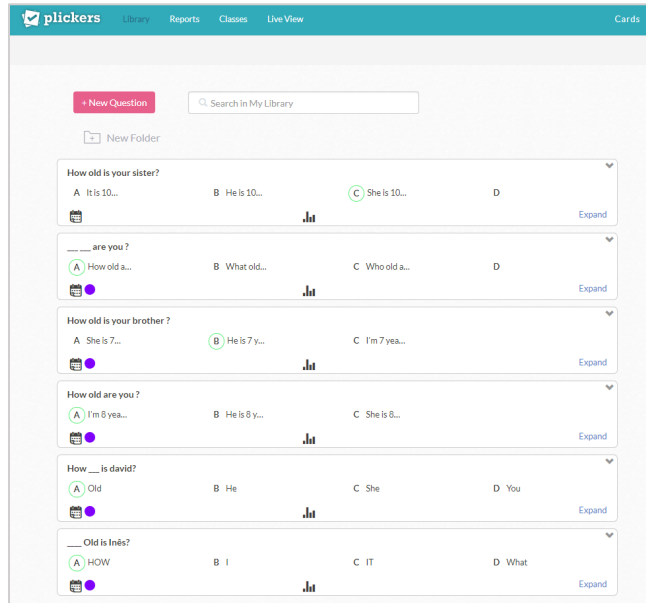 plickers Library Reports Classes Live View Cards
+ New Question Search in My Library
New Folder
How old is your sister?
A It is 10... B He is 10... C She is 10... D
Expand
___ ___ are you ?
A How old a... B What old... C Who old a... D
Expand
How old is your brother ?
A She is 7... B He is 7 y... C I'm 7 yea...
Expand
How old are you ?
A I'm 8 yea... B He is 8 y... C She is 8...
Expand
How ___ is david?
A Old B He C She D You
Expand
____ Old is Inês?
A HOW B I C IT D What
Expand